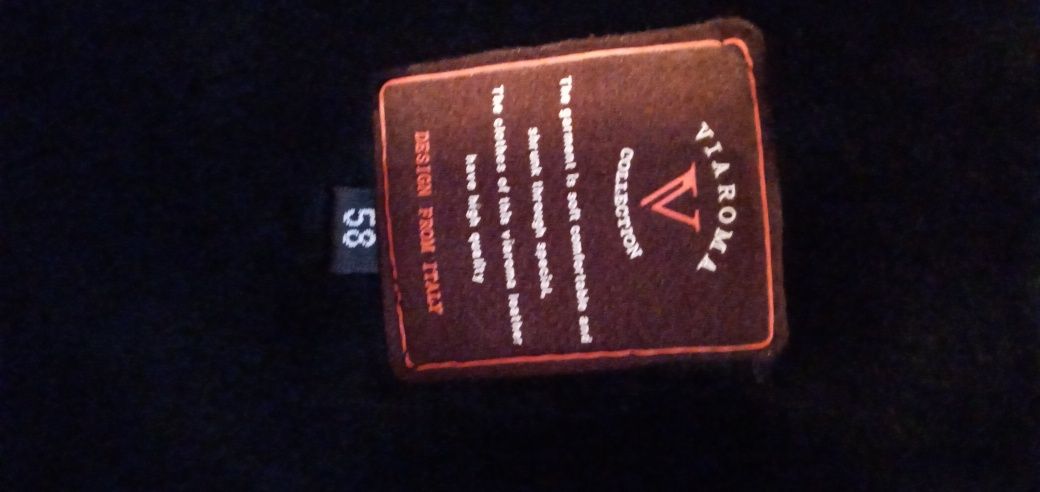 VIAROMA
V
COLLECTION
The garment is soft comfortable and
shrunk through special,
The clothes of this viaroma leather
have high quality
DESIGN FROM ITALY
58